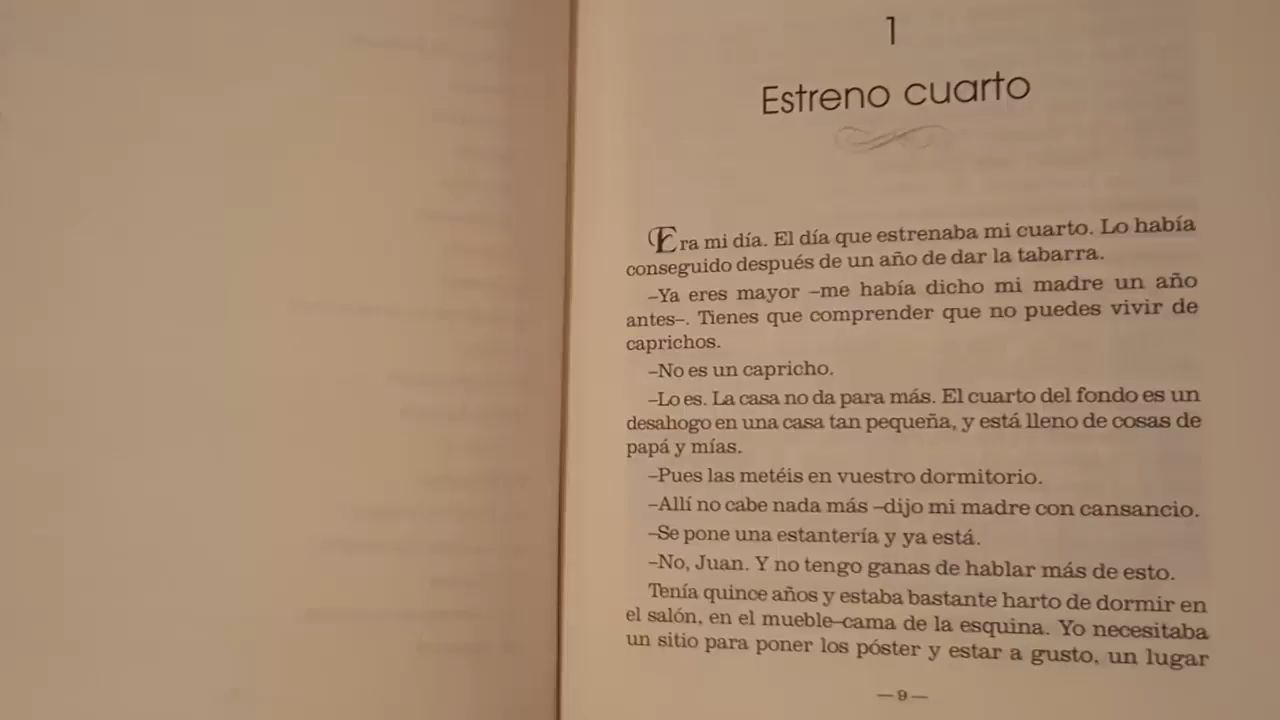 1
Estreno cuarto
Era mi día. El día que estrenaba mi cuarto. Lo había
conseguido después de un año de dar la tabarra.
–Ya eres mayor –me había dicho mi madre un año
antes–. Tienes que comprender que no puedes vivir de
caprichos.
–No es un capricho.
–Lo es. La casa no da para más. El cuarto del fondo es un
desahogo en una casa tan pequeña, y está lleno de cosas de
papá y mías.
–Pues las metéis en vuestro dormitorio.
–Allí no cabe nada más –dijo mi madre con cansancio.
–Se pone una estantería y ya está.
–No, Juan. Y no tengo ganas de hablar más de esto.
Tenía quince años y estaba bastante harto de dormir en
el salón, en el mueble–cama de la esquina. Yo necesitaba
un sitio para poner los póster y estar a gusto, un lugar
— 9 —